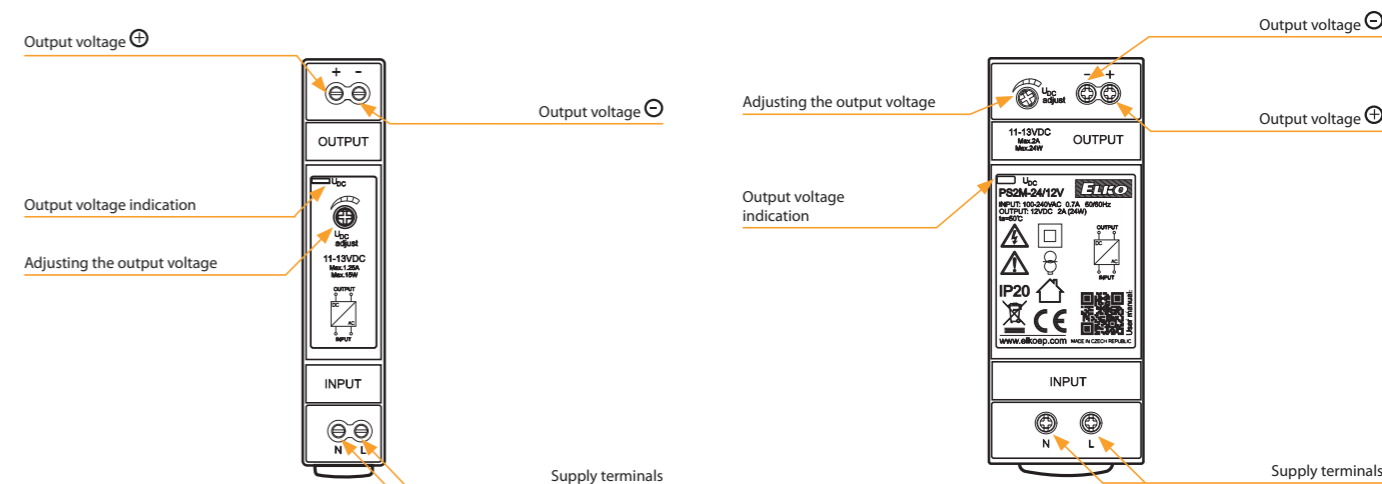 Output voltage ⊕
+ -
Output voltage ⊖
OUTPUT
UDC
Output voltage indication
UDC
adjust
Adjusting the output voltage
11-13VDC
Max.1.25A
Max.15W
OUTPUT
DC
AC
INPUT
INPUT
N L
Supply terminals
Output voltage ⊖
- +
UDC
adjust
Adjusting the output voltage
Output voltage ⊕
11-13VDC
Max.2A
Max.24W
OUTPUT
Output voltage
indication
UDC
PS2M-24/12V ELKO
INPUT: 100-240VAC 0.7A 50/60Hz
OUTPUT: 12VDC 2A (24W)
ta=50°C
OUTPUT
DC
AC
INPUT
IP20
CE
User manual:
www.elkoep.com MADE IN CZECH REPUBLIC
INPUT
N L
Supply terminals